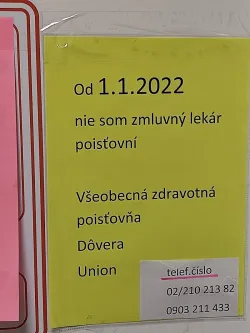 Od 1.1.2022
nie som zmluvný lekár
poisťovní
Všeobecná zdravotná
poisťovňa
Dôvera
Union
telef.číslo
02/210 213 82
0903 211 433